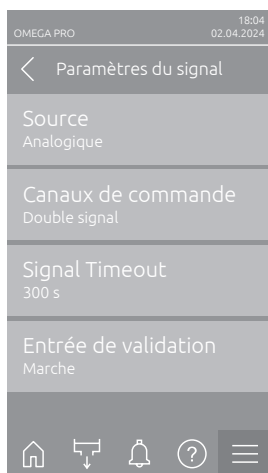 18:04
OMEGA PRO 02.04.2024
Paramètres du signal
Source
Analogique
Canaux de commande
Double signal
Signal Timeout
300 s
Entrée de validation
Marche
?